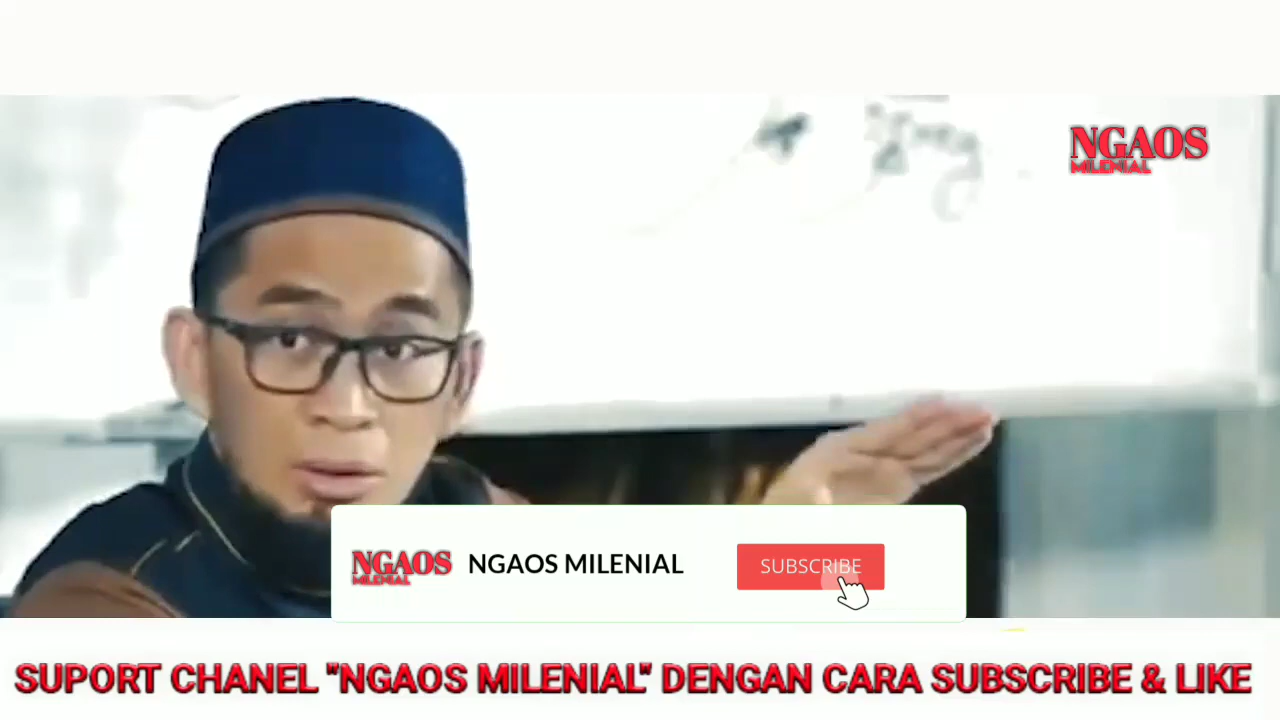 NGAOS
MILENIAL
NGAOS
MILENIAL
NGAOS MILENIAL
SUBSCRIBE
SUPORT CHANEL "NGAOS MILENIAL" DENGAN CARA SUBSCRIBE & LIKE